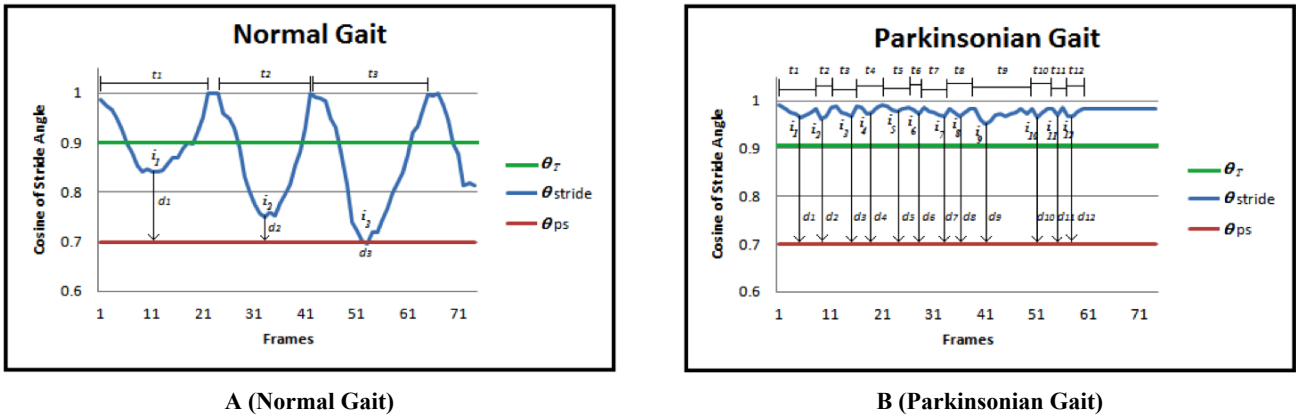 Normal Gait
t1 t2 t3
Cosine of Stride Angle
1
0.9
0.8
0.7
0.6
i1 i2 i3
d1 d2 d3
1 11 21 31 41 51 61 71
Frames
θT
θstride
θps
A (Normal Gait)
Parkinsonian Gait
t1 t2 t3 t4 t5 t6 t7 t8 t9 t10 t11 t12
Cosine of Stride Angle
1
0.9
0.8
0.7
0.6
i1 i2 i3 i4 i5 i6 i7 i8 i9 i10 i11 i12
d1 d2 d3 d4 d5 d6 d7 d8 d9 d10 d11 d12
1 11 21 31 41 51 61 71
Frames
θT
θstride
θps
B (Parkinsonian Gait)